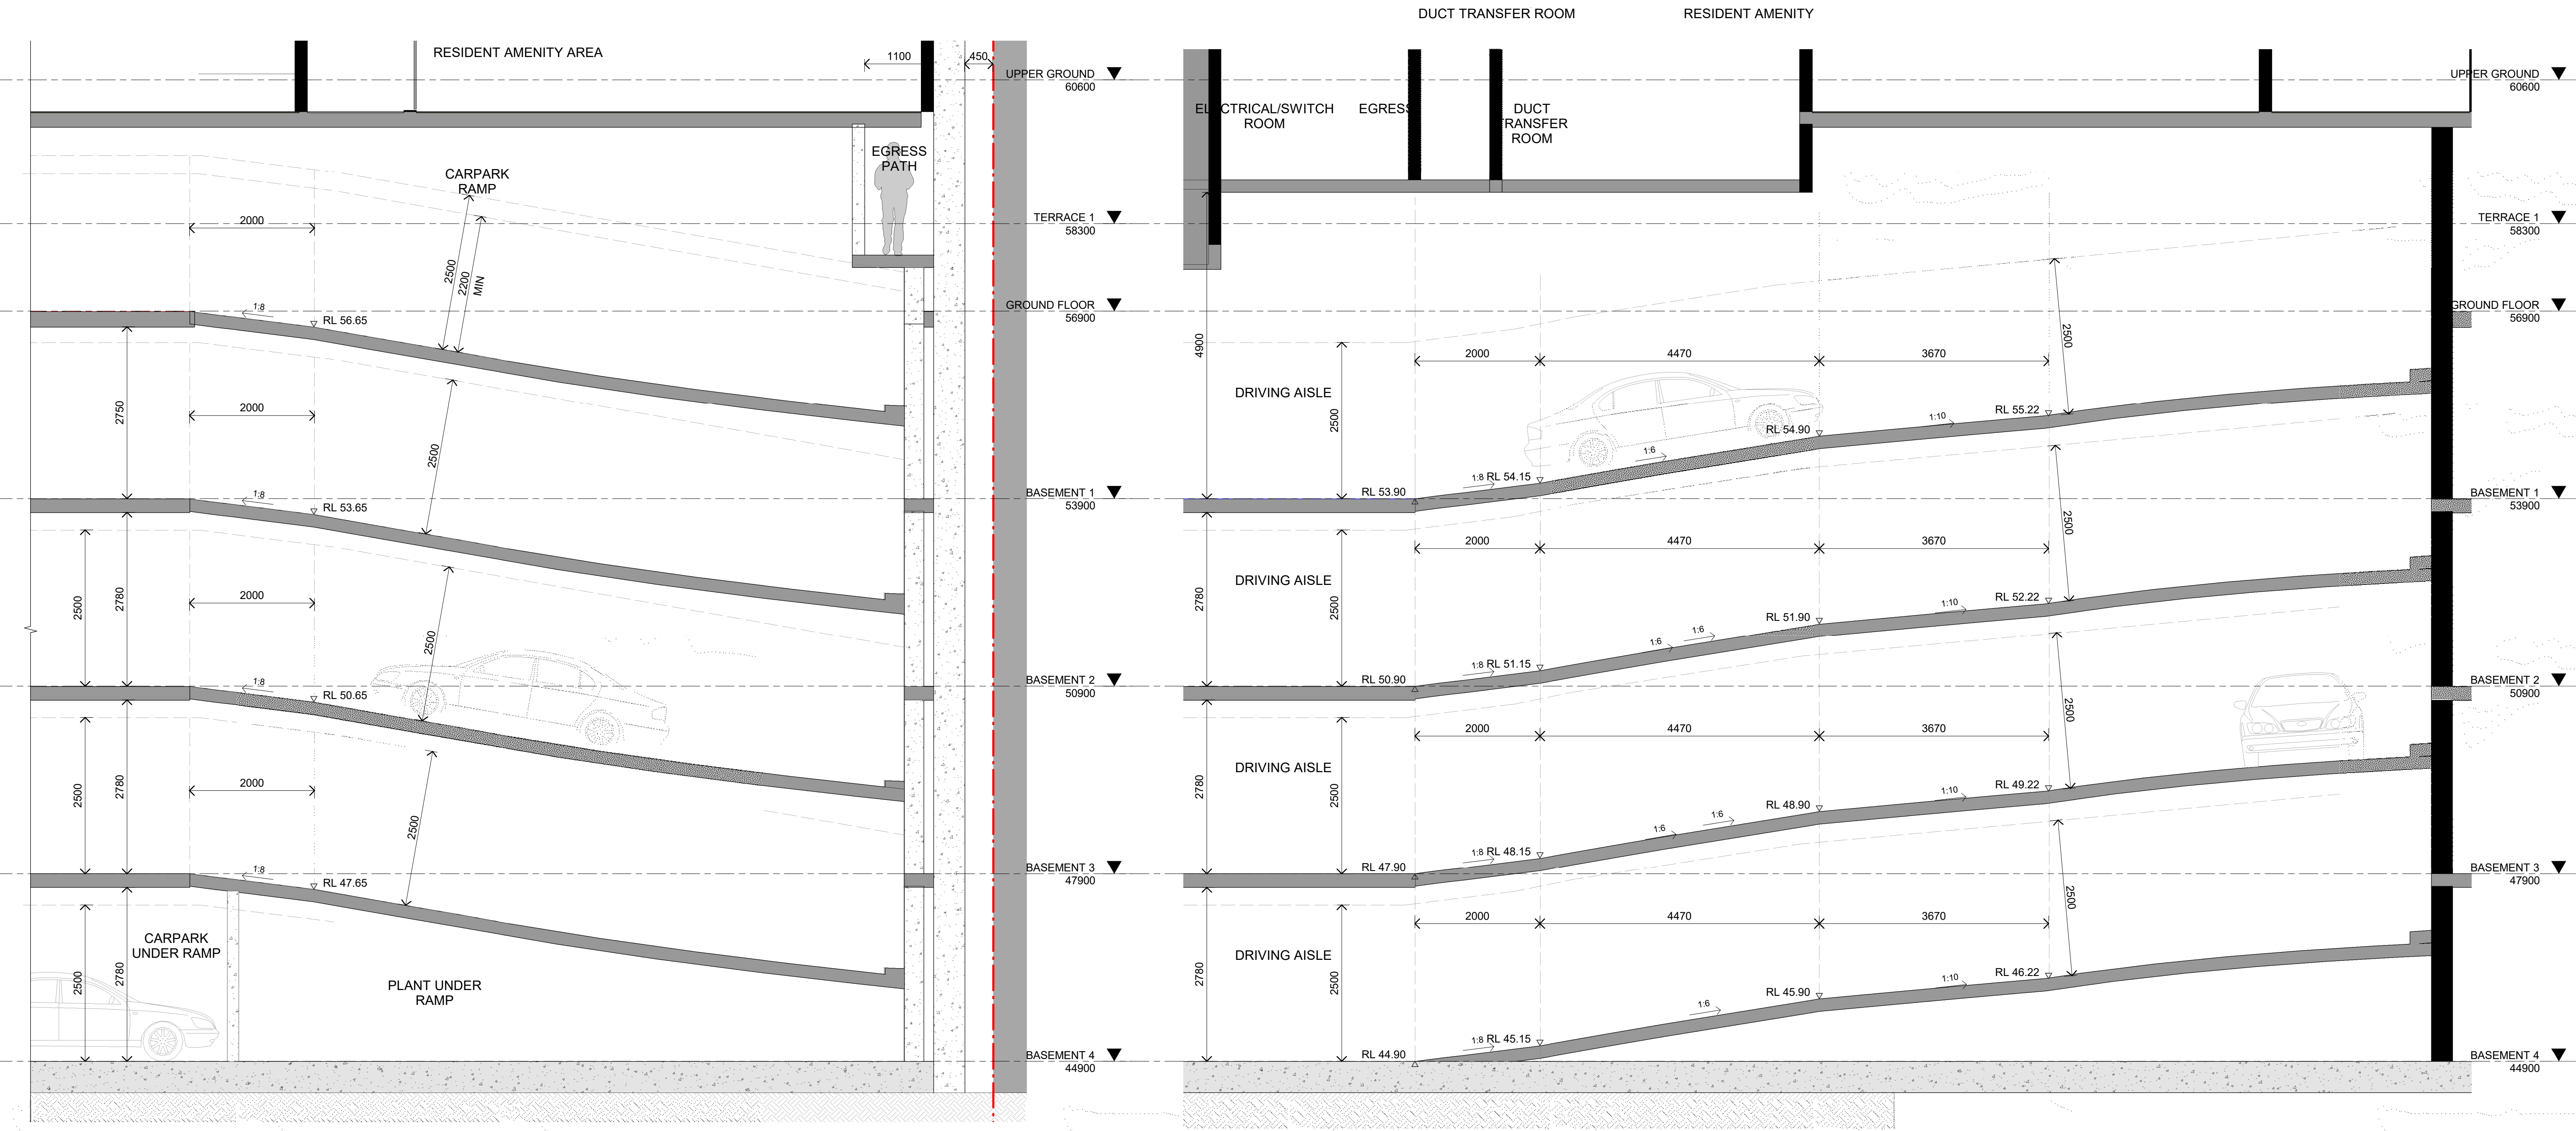 DUCT TRANSFER ROOM
RESIDENT AMENITY
RESIDENT AMENITY AREA
1100
450
UPPER GROUND
60600
EGRESS
PATH
CARPARK
RAMP
2000
TERRACE 1
58300
2500
2200
MIN
1:8
RL 56.65
GROUND FLOOR
56900
2750
2000
2500
1:8
RL 53.65
BASEMENT 1
53900
2500
2780
2000
2500
1:8
RL 50.65
BASEMENT 2
50900
2500
2780
2000
2500
1:8
RL 47.65
BASEMENT 3
47900
2500
2780
CARPARK
UNDER RAMP
PLANT UNDER
RAMP
BASEMENT 4
44900
UPPER GROUND
60600
ELECTRICAL/SWITCH
ROOM
EGRESS
DUCT
TRANSFER
ROOM
TERRACE 1
58300
GROUND FLOOR
56900
4900
2500
2000
4470
3670
DRIVING AISLE
2500
RL 55.22
1:10
RL 54.90
1:6
1:8
RL 54.15
RL 53.90
BASEMENT 1
53900
2500
2000
4470
3670
DRIVING AISLE
2780
2500
RL 52.22
1:10
RL 51.90
1:6
1:6
1:8
RL 51.15
RL 50.90
BASEMENT 2
50900
2500
2000
4470
3670
DRIVING AISLE
2780
2500
RL 49.22
1:10
RL 48.90
1:6
1:6
1:8
RL 48.15
RL 47.90
BASEMENT 3
47900
2500
2000
4470
3670
DRIVING AISLE
2780
2500
RL 46.22
1:10
RL 45.90
1:6
1:8
RL 45.15
RL 44.90
BASEMENT 4
44900